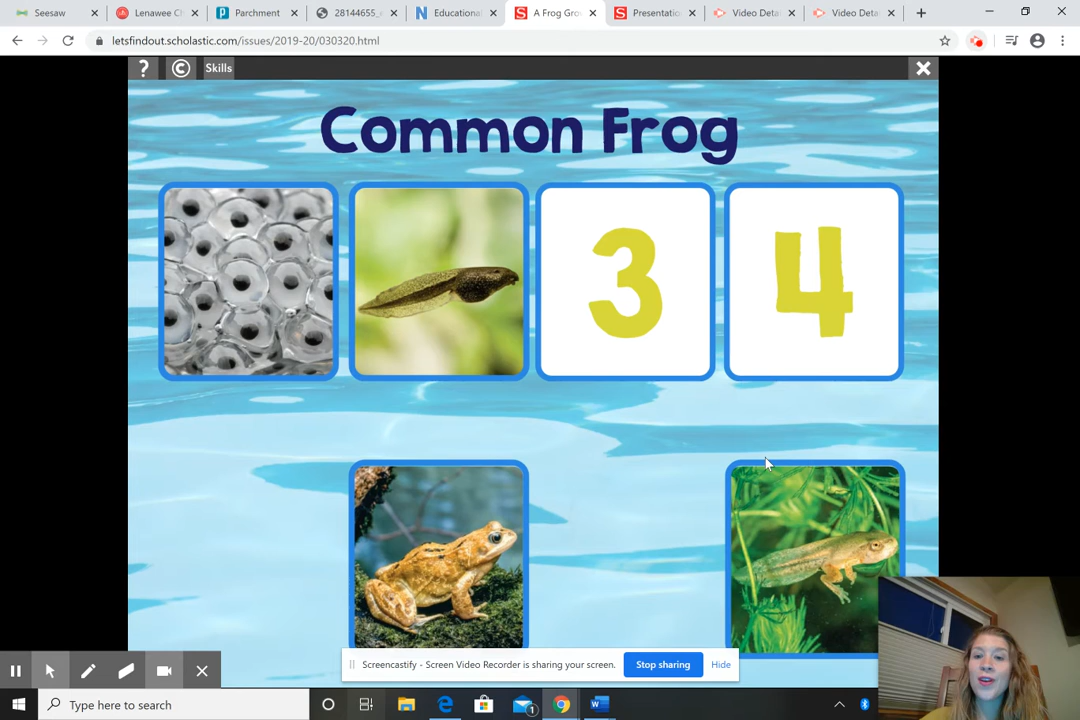 Seesaw
Lenawee C
Parchment
28144655_
Educationa
A Frog Gro
Presentatio
Video Deta
Video Deta
letsfindout.scholastic.com/issues/2019-20/030320.html
? © Skills
Common Frog
3 4
Screencastify - Screen Video Recorder is sharing your screen.
Stop sharing
Hide
Type here to search
1